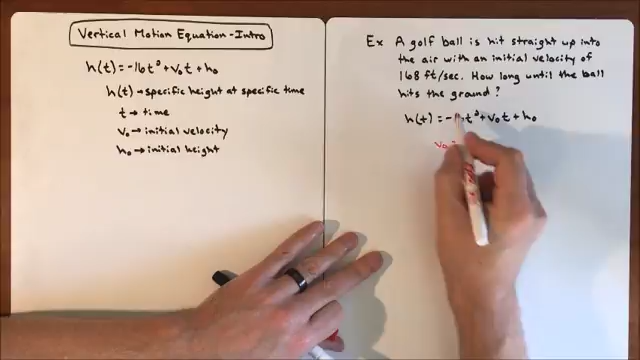 Vertical Motion Equation - Intro
h(t) = -16t² + v₀t + h₀
h(t) → specific height at specific time
t → time
v₀ → initial velocity
h₀ → initial height
Ex A golf ball is hit straight up into
the air with an initial velocity of
168 ft/sec. How long until the ball
hits the ground?
h(t) = -16t² + v₀t + h₀
v₀